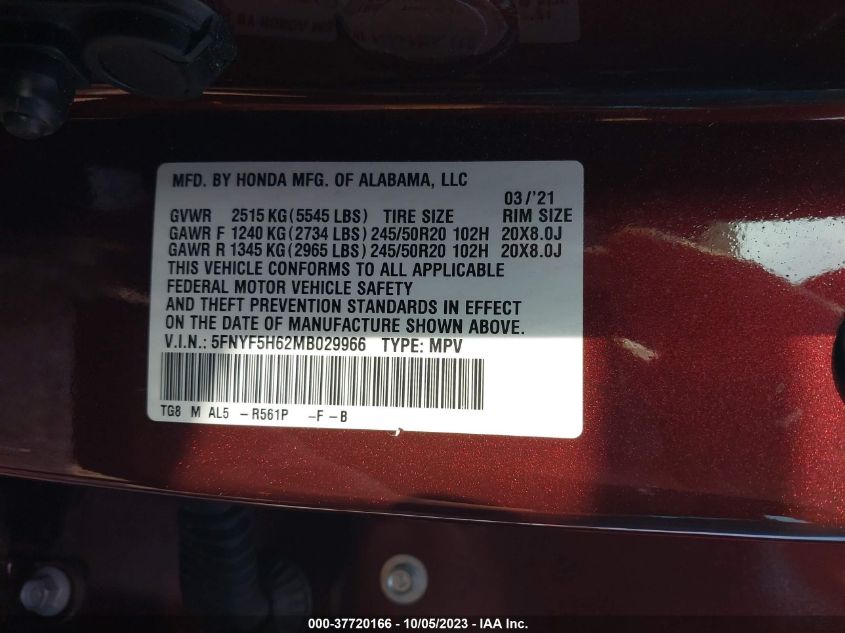 MFD. BY HONDA MFG. OF ALABAMA, LLC
03/'21
GVWR 2515 KG(5545 LBS) TIRE SIZE RIM SIZE
GAWR F 1240 KG(2734 LBS) 245/50R20 102H 20X8.0J
GAWR R 1345 KG(2965 LBS) 245/50R20 102H 20X8.0J
THIS VEHICLE CONFORMS TO ALL APPLICABLE
FEDERAL MOTOR VEHICLE SAFETY
AND THEFT PREVENTION STANDARDS IN EFFECT
ON THE DATE OF MANUFACTURE SHOWN ABOVE.
V.I.N.: 5FNYF5H62MB029966 TYPE: MPV
TG8 M AL5 -R561P -F -B
000-37720166 - 10/05/2023 - IAA Inc.